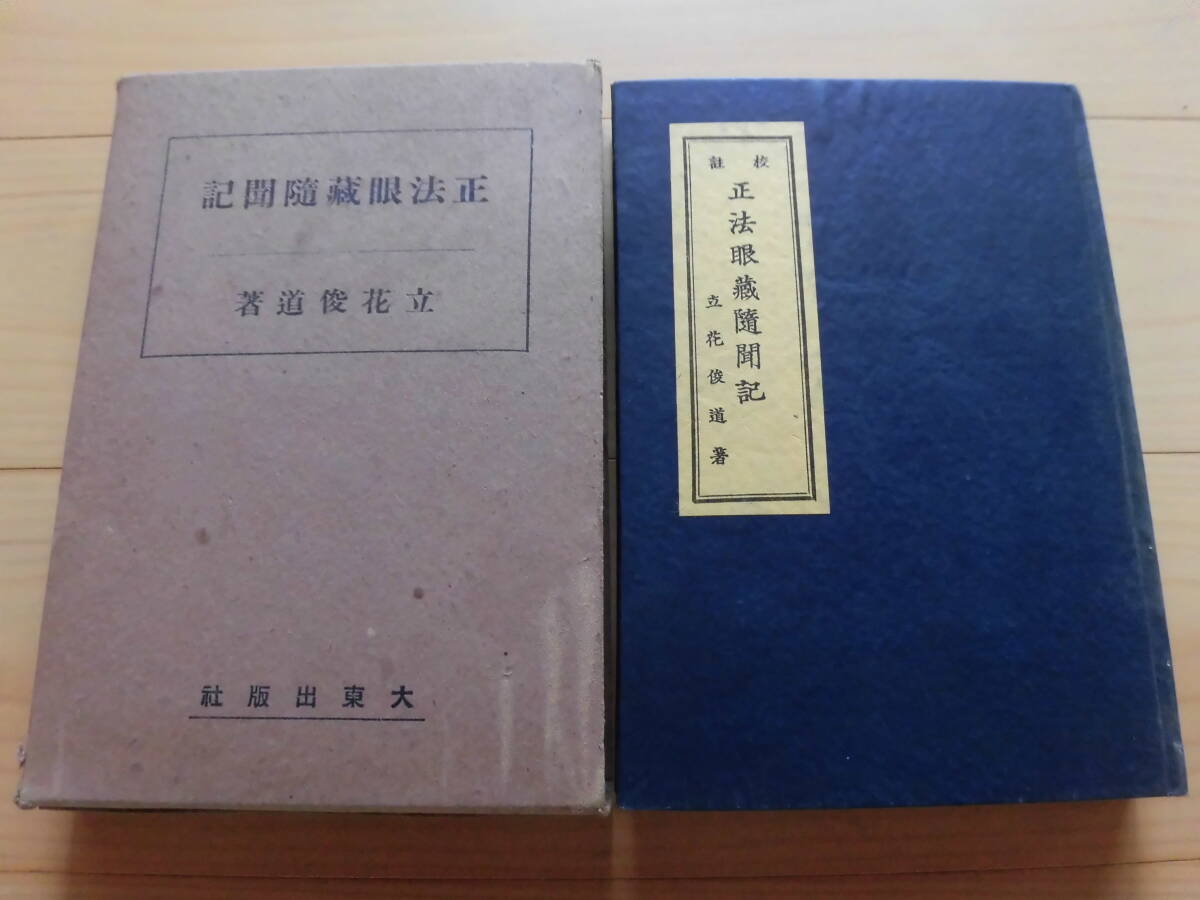 正法眼藏隨聞記
立花俊道著
大東出版社
校註
正法眼藏隨聞記
立花俊道著